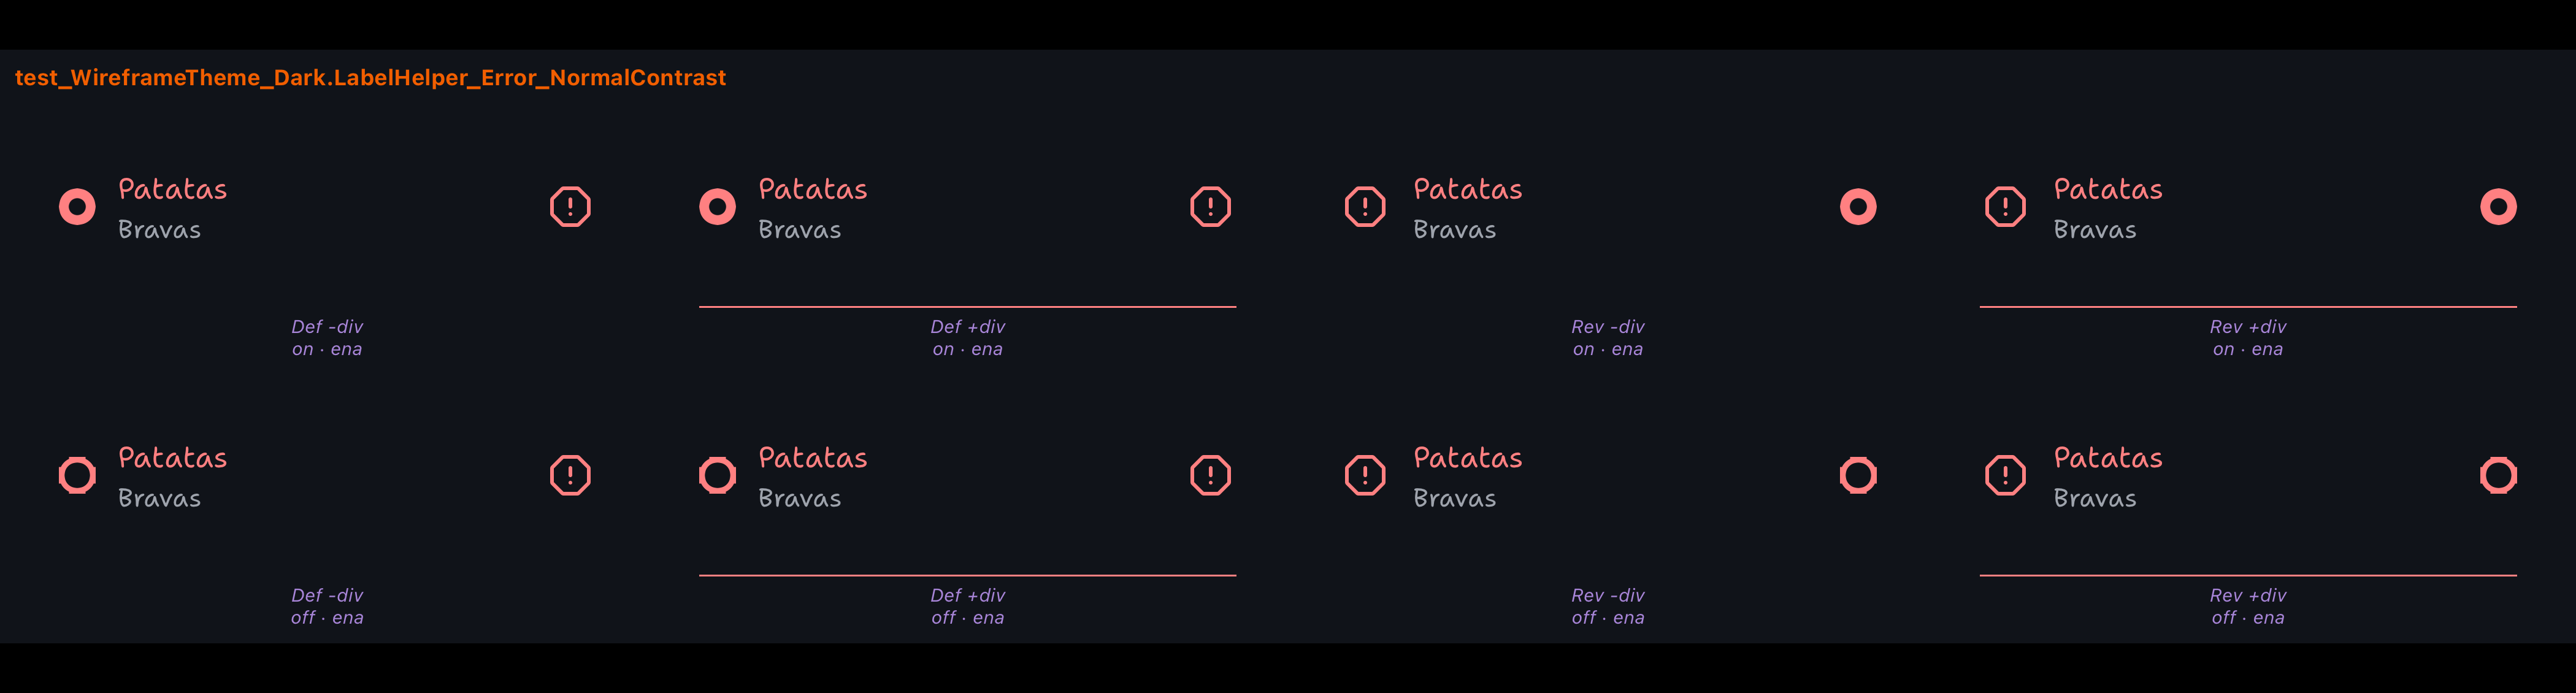 test_WireframeTheme_Dark.LabelHelper_Error_NormalContrast
Patatas
Bravas
Patatas
Bravas
Patatas
Bravas
Patatas
Bravas
Def -div
on · ena
Def +div
on · ena
Rev -div
on · ena
Rev +div
on · ena
Patatas
Bravas
Patatas
Bravas
Patatas
Bravas
Patatas
Bravas
Def -div
off · ena
Def +div
off · ena
Rev -div
off · ena
Rev +div
off · ena